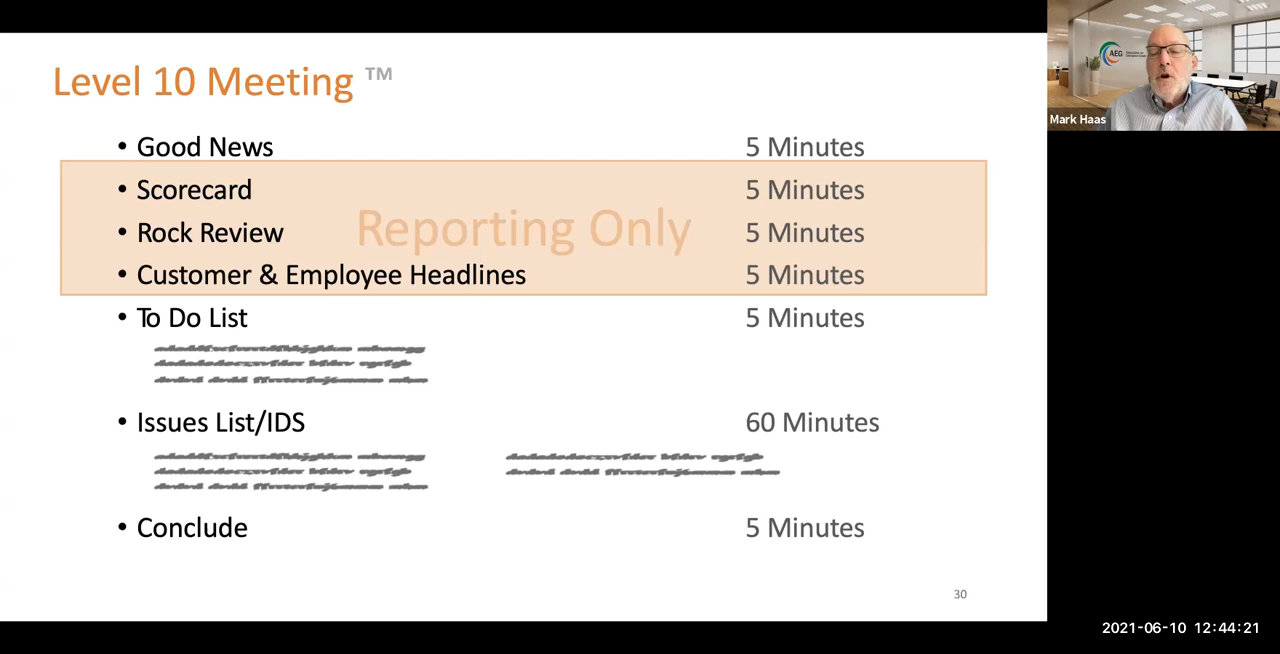 Level 10 Meeting ™
• Good News 5 Minutes
• Scorecard 5 Minutes
Reporting Only
• Rock Review 5 Minutes
• Customer & Employee Headlines 5 Minutes
• To Do List 5 Minutes
• Issues List/IDS 60 Minutes
• Conclude 5 Minutes
30
AEG
Mark Haas
2021-06-10 12:44:21